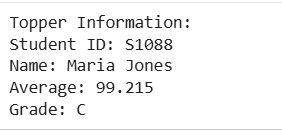 Topper Information:
Student ID: S1088
Name: Maria Jones
Average: 99.215
Grade: C